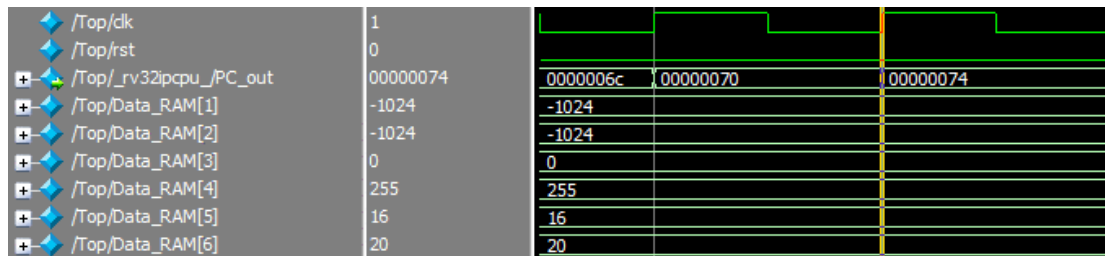 /Top/clk 1
/Top/rst 0
/Top/_rv32ipcpu_/PC_out 00000074 0000006c 00000070 00000074
/Top/Data_RAM[1] -1024 -1024
/Top/Data_RAM[2] -1024 -1024
/Top/Data_RAM[3] 0 0
/Top/Data_RAM[4] 255 255
/Top/Data_RAM[5] 16 16
/Top/Data_RAM[6] 20 20